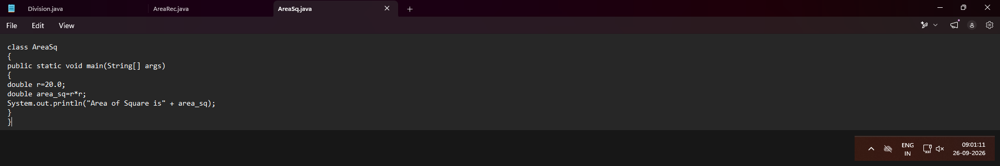 Division.java
AreaRec.java
AreaSq.java
File Edit View
class AreaSq
{
public static void main(String[] args)
{
double r=20.0;
double area_sq=r*r;
System.out.println("Area of Square is" + area_sq);
}
}
ENG
IN
09:01:11
26-09-2026